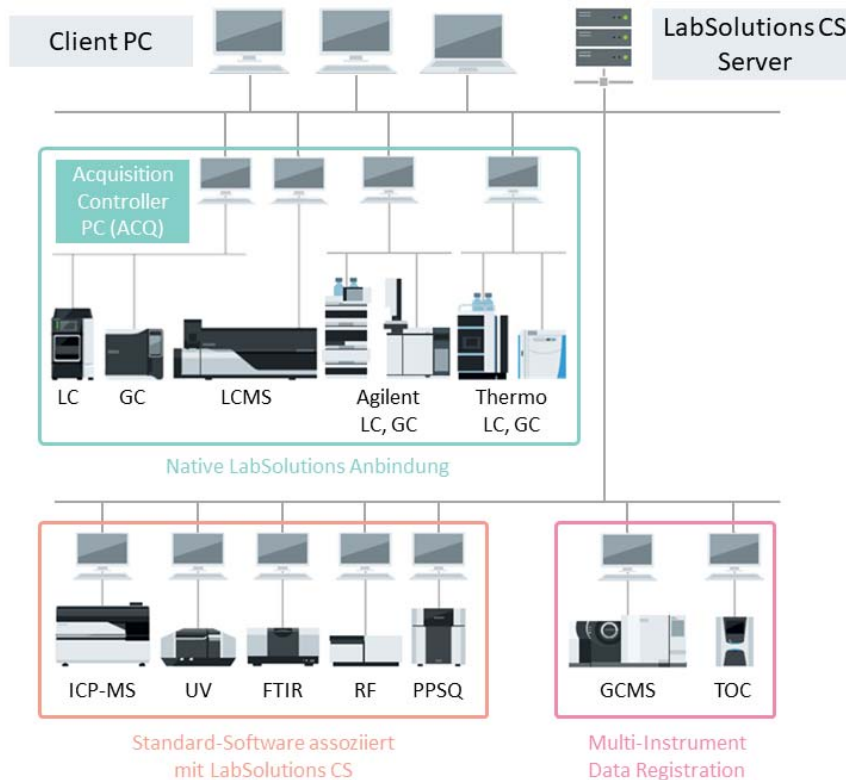 Client PC
LabSolutions CS
Server
Acquisition
Controller
PC (ACQ)
LC
GC
LCMS
Agilent
LC, GC
Thermo
LC, GC
Native LabSolutions Anbindung
ICP-MS
UV
FTIR
RF
PPSQ
GCMS
TOC
Standard-Software assoziiert
mit LabSolutions CS
Multi-Instrument
Data Registration